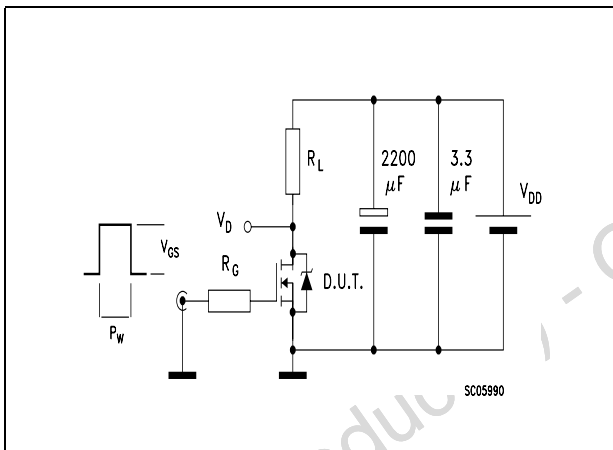 R_L
2200 µF
3.3 µF
V_DD
V_D
V_GS
R_G
D.U.T.
P_W
SC05990